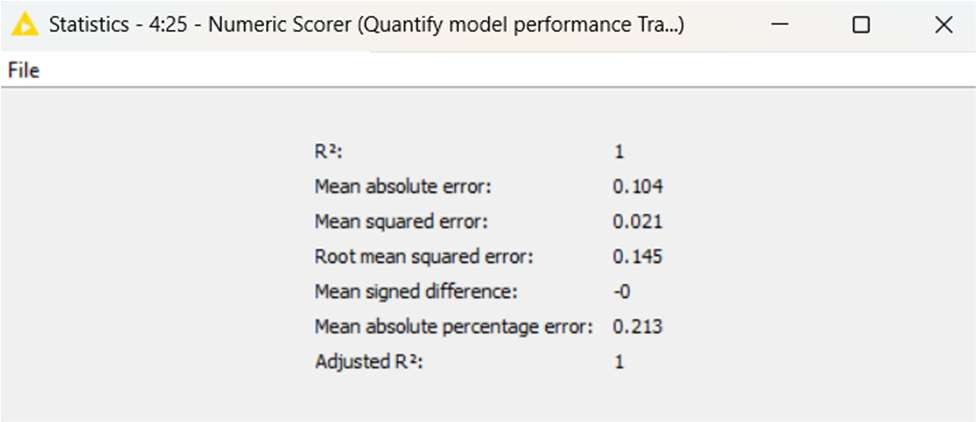 Statistics - 4:25 - Numeric Scorer (Quantify model performance Tra...)
File
R²: 1
Mean absolute error: 0.104
Mean squared error: 0.021
Root mean squared error: 0.145
Mean signed difference: -0
Mean absolute percentage error: 0.213
Adjusted R²: 1